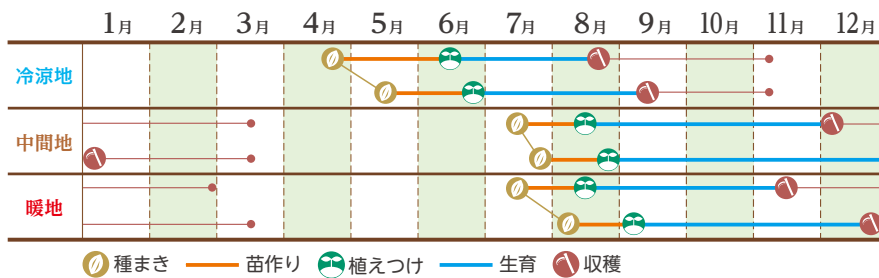 1月 2月 3月 4月 5月 6月 7月 8月 9月 10月 11月 12月
冷涼地
中間地
暖地
種まき 苗作り 植えつけ 生育 収穫